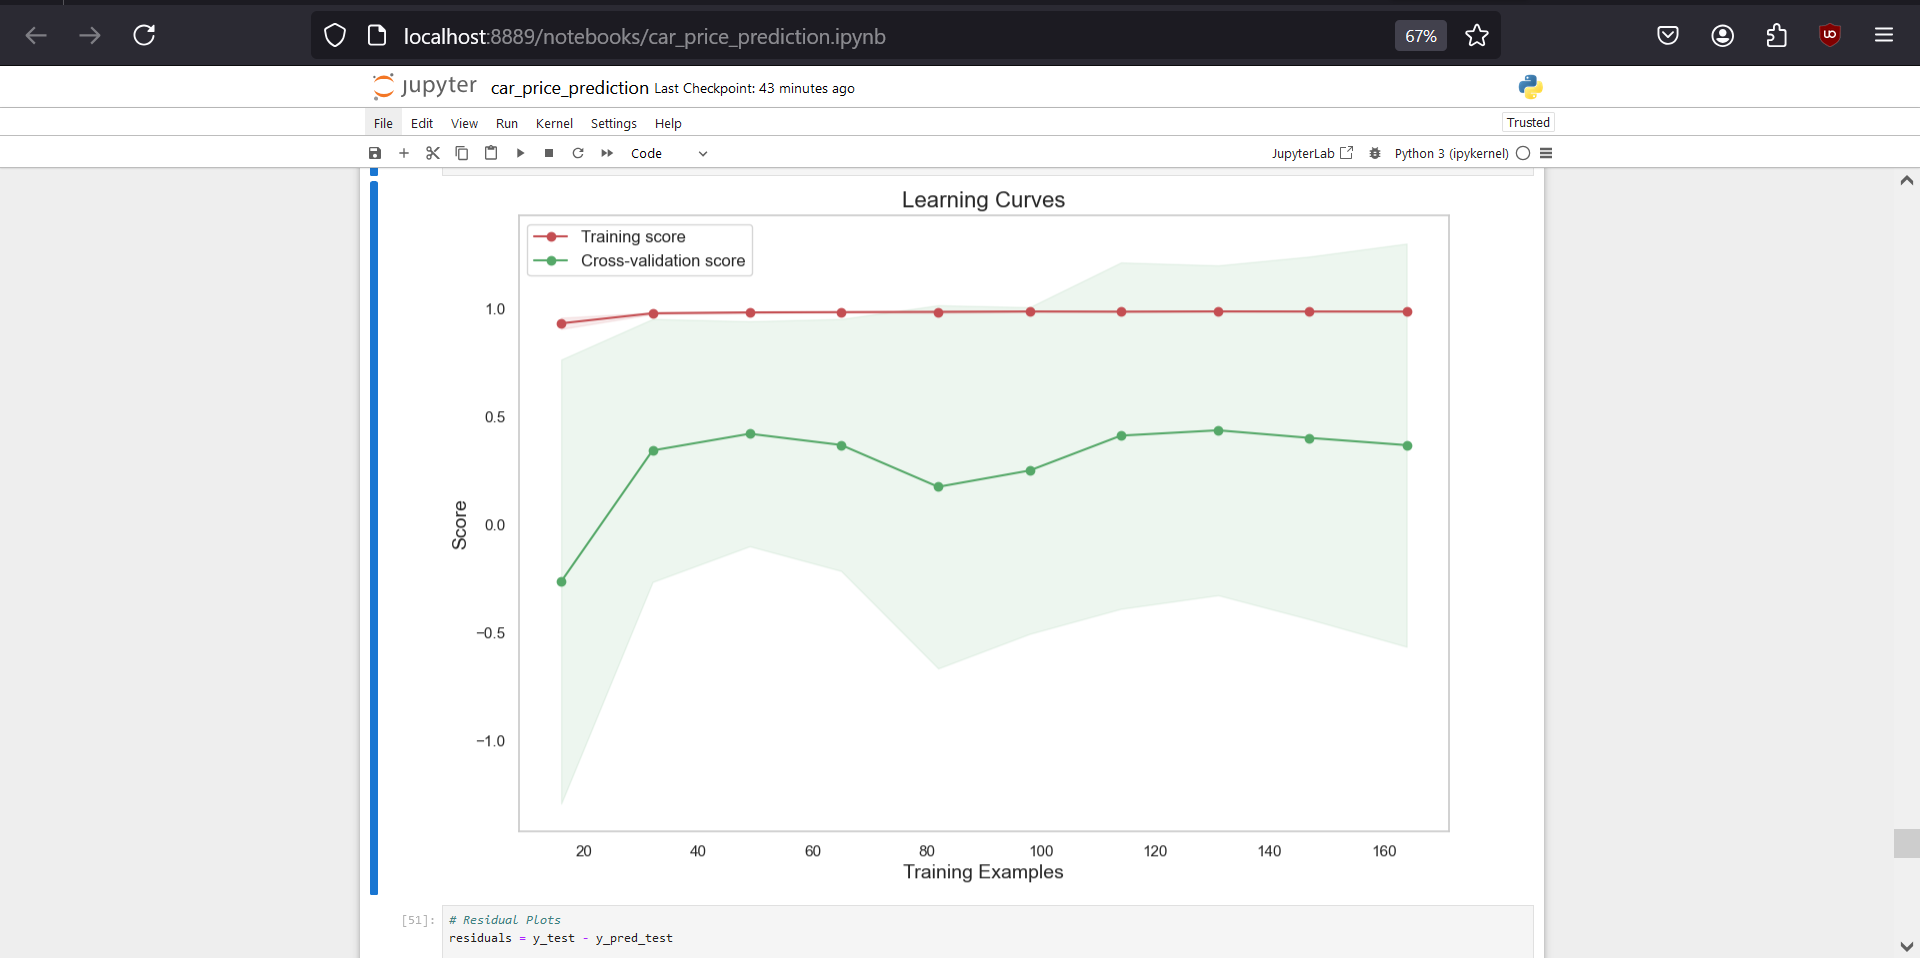 localhost:8889/notebooks/car_price_prediction.ipynb
67%
jupyter car_price_prediction Last Checkpoint: 43 minutes ago
File Edit View Run Kernel Settings Help
Trusted
Code
JupyterLab
Python 3 (ipykernel)
Learning Curves
Training score
Cross-validation score
1.0
0.5
0.0
−0.5
−1.0
Score
20 40 60 80 100 120 140 160
Training Examples
[51]:
# Residual Plots
residuals = y_test - y_pred_test